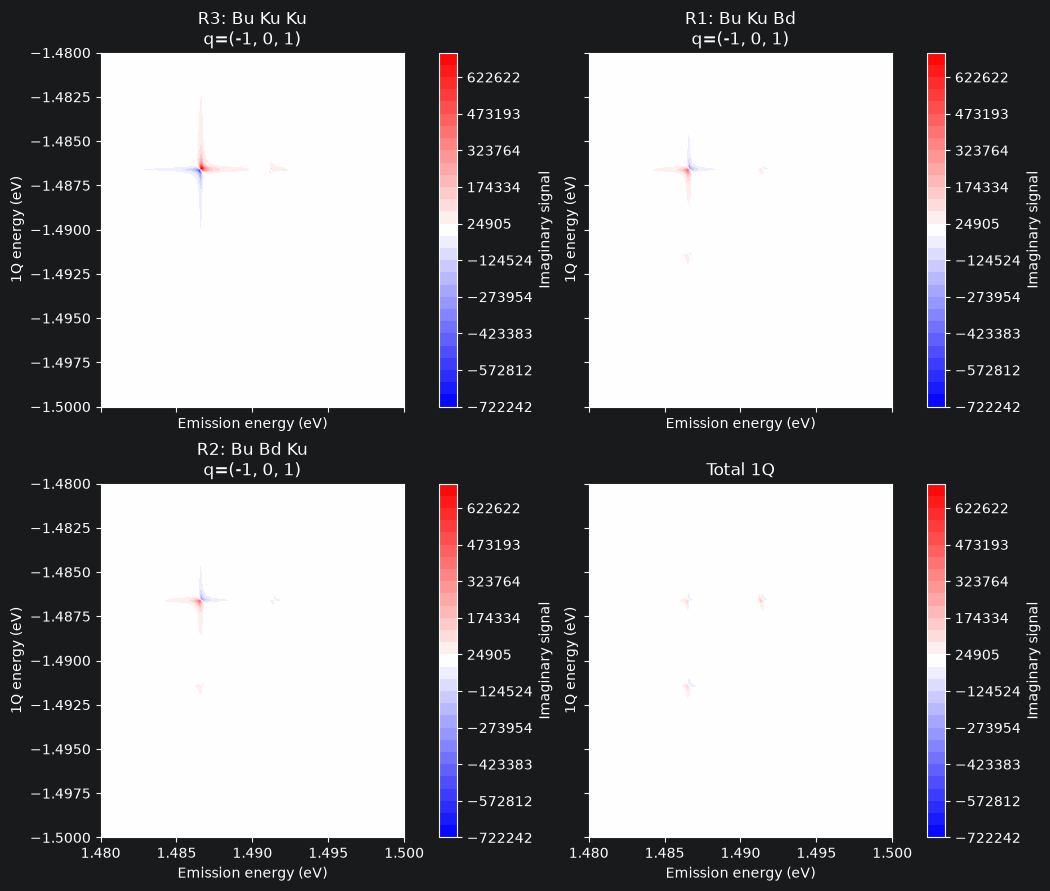 R3: Bu Ku Ku
q=(-1, 0, 1)
−1.4800
−1.4825
−1.4850
−1.4875
−1.4900
−1.4925
−1.4950
−1.4975
−1.5000
1Q energy (eV)
Emission energy (eV)
622622
473193
323764
174334
24905
−124524
−273954
−423383
−572812
−722242
Imaginary signal
R1: Bu Ku Bd
q=(-1, 0, 1)
1Q energy (eV)
Emission energy (eV)
622622
473193
323764
174334
24905
−124524
−273954
−423383
−572812
−722242
Imaginary signal
R2: Bu Bd Ku
q=(-1, 0, 1)
−1.4800
−1.4825
−1.4850
−1.4875
−1.4900
−1.4925
−1.4950
−1.4975
−1.5000
1Q energy (eV)
1.480 1.485 1.490 1.495 1.500
Emission energy (eV)
622622
473193
323764
174334
24905
−124524
−273954
−423383
−572812
−722242
Imaginary signal
Total 1Q
1Q energy (eV)
1.480 1.485 1.490 1.495 1.500
Emission energy (eV)
622622
473193
323764
174334
24905
−124524
−273954
−423383
−572812
−722242
Imaginary signal